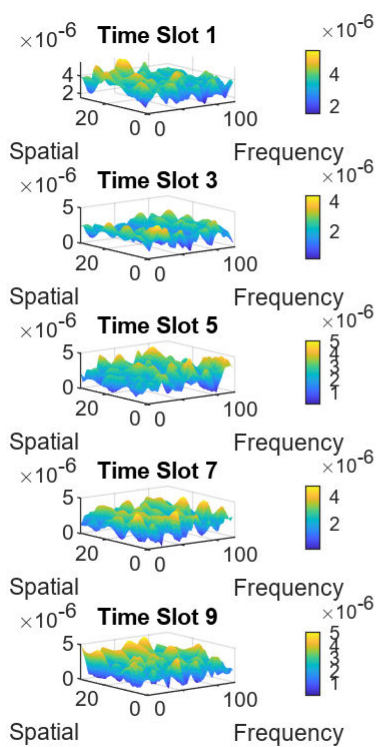 ×10-6 ×10-6
Time Slot 1
4 4
2 2
20 0 0 100
Spatial Frequency
×10-6 ×10-6
Time Slot 3
5 4
0 2
20 0 0 100
Spatial Frequency
×10-6 ×10-6
Time Slot 5
5 5
4
3
2
0 1
20 0 0 100
Spatial Frequency
×10-6 ×10-6
Time Slot 7
5 4
0 2
20 0 0 100
Spatial Frequency
×10-6 ×10-6
Time Slot 9
5 5
4
3
2
0 1
20 0 0 100
Spatial Frequency